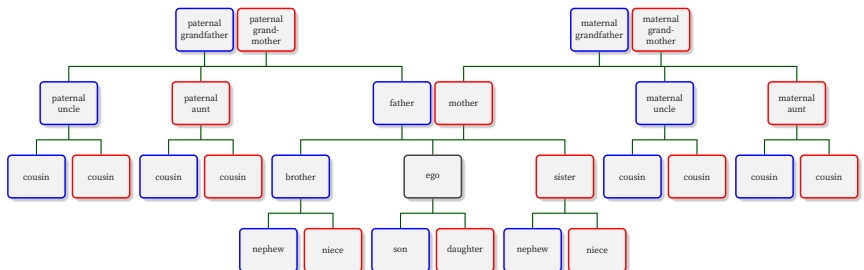 paternal
grandfather
paternal
grand-
mother
maternal
grandfather
maternal
grand-
mother
paternal
uncle
paternal
aunt
father
mother
maternal
uncle
maternal
aunt
cousin
cousin
cousin
cousin
brother
ego
sister
cousin
cousin
cousin
cousin
nephew
niece
son
daughter
nephew
niece